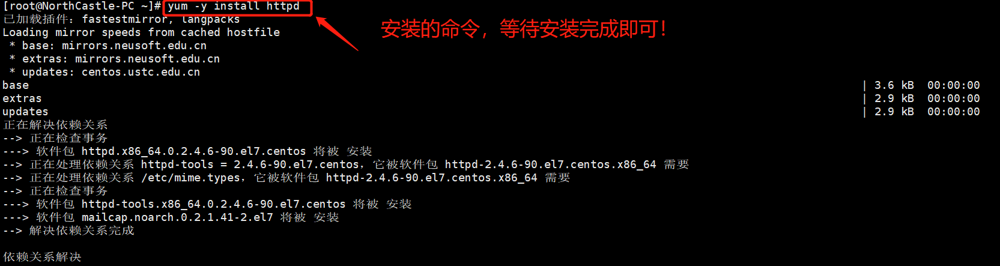 [root@NorthCastle-PC ~]# yum -y install httpd
已加载插件：fastestmirror, langpacks
安装的命令，等待安装完成即可！
Loading mirror speeds from cached hostfile
 * base: mirrors.neusoft.edu.cn
 * extras: mirrors.neusoft.edu.cn
 * updates: centos.ustc.edu.cn
base | 3.6 kB 00:00:00
extras | 2.9 kB 00:00:00
updates | 2.9 kB 00:00:00
正在解决依赖关系
--> 正在检查事务
---> 软件包 httpd.x86_64.0.2.4.6-90.el7.centos 将被 安装
--> 正在处理依赖关系 httpd-tools = 2.4.6-90.el7.centos，它被软件包 httpd-2.4.6-90.el7.centos.x86_64 需要
--> 正在处理依赖关系 /etc/mime.types，它被软件包 httpd-2.4.6-90.el7.centos.x86_64 需要
--> 正在检查事务
---> 软件包 httpd-tools.x86_64.0.2.4.6-90.el7.centos 将被 安装
---> 软件包 mailcap.noarch.0.2.1.41-2.el7 将被 安装
--> 解决依赖关系完成
依赖关系解决